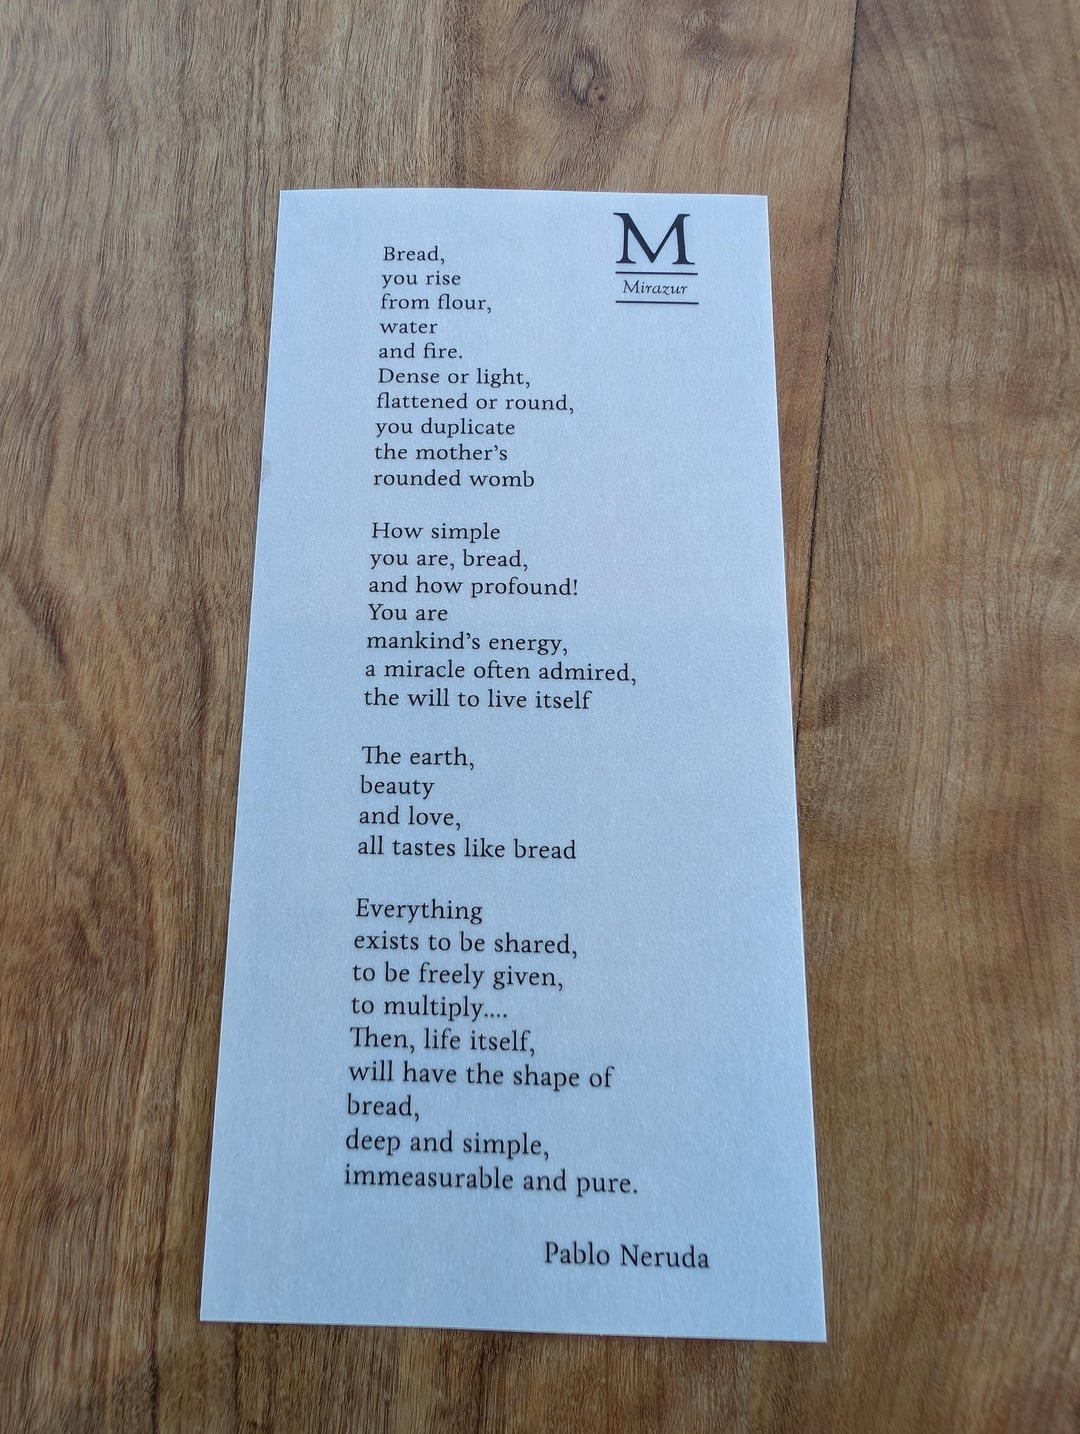 M
Mirazur
Bread,
you rise
from flour,
water
and fire.
Dense or light,
flattened or round,
you duplicate
the mother's
rounded womb
How simple
you are, bread,
and how profound!
You are
mankind's energy,
a miracle often admired,
the will to live itself
The earth,
beauty
and love,
all tastes like bread
Everything
exists to be shared,
to be freely given,
to multiply....
Then, life itself,
will have the shape of
bread,
deep and simple,
immeasurable and pure.
Pablo Neruda